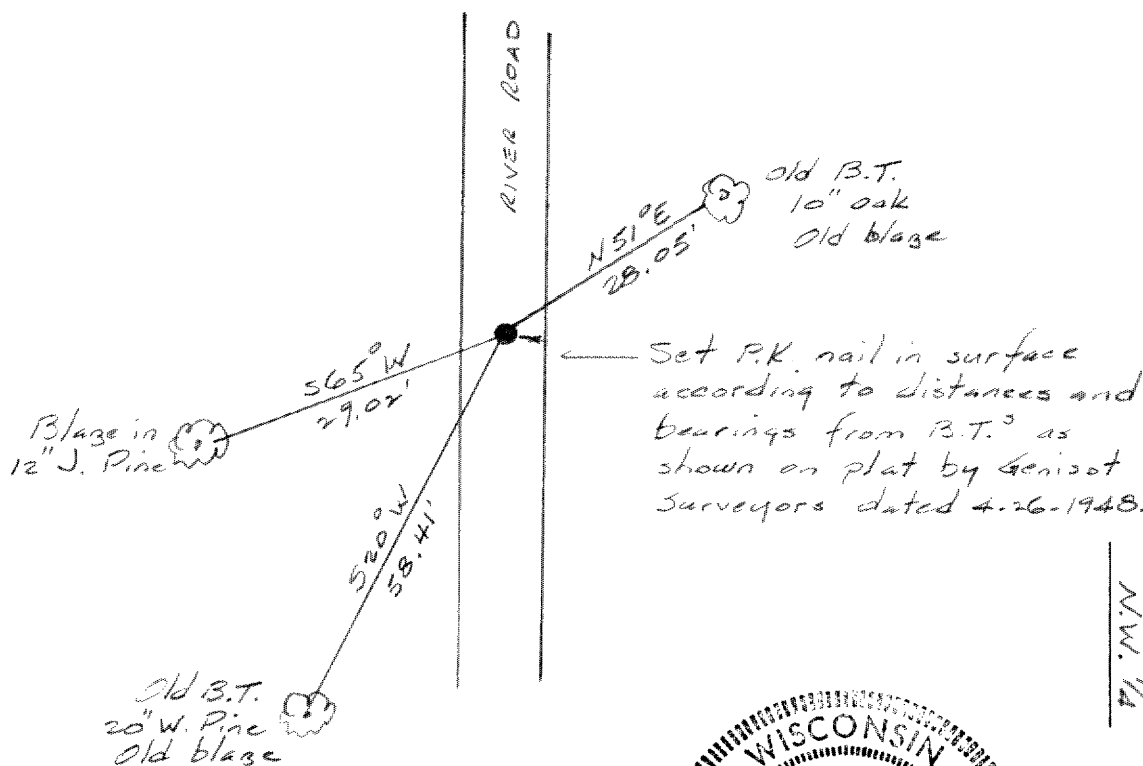 RIVER ROAD
Old B.T.
10" oak
Old blaze
N51°E
28.05'
S65°W
29.02'
Blaze in
12" J. Pine
Set P.K. nail in surface
according to distances and
bearings from B.T.s as
shown on plat by Genisot
Surveyors dated 4-26-1948.
S20°W
58.41'
N.W. 1/4
Old B.T.
20" W. Pine
Old blaze
WISCONSIN